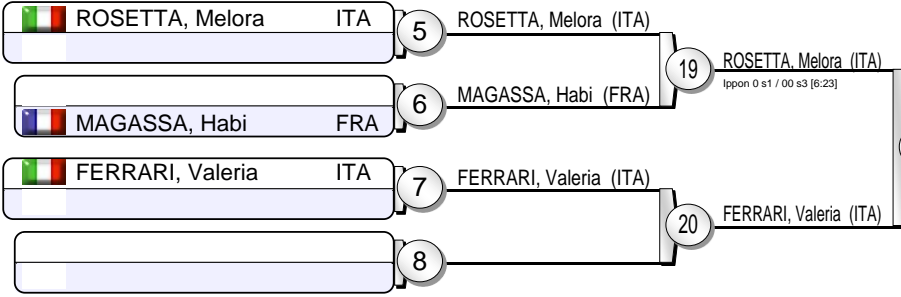 ROSETTA, Melora ITA
5
ROSETTA, Melora (ITA)
19
ROSETTA, Melora (ITA)
Ippon 0 s1 / 00 s3 [6:23]
6
MAGASSA, Habi (FRA)
MAGASSA, Habi FRA
FERRARI, Valeria ITA
7
FERRARI, Valeria (ITA)
20
FERRARI, Valeria (ITA)
8